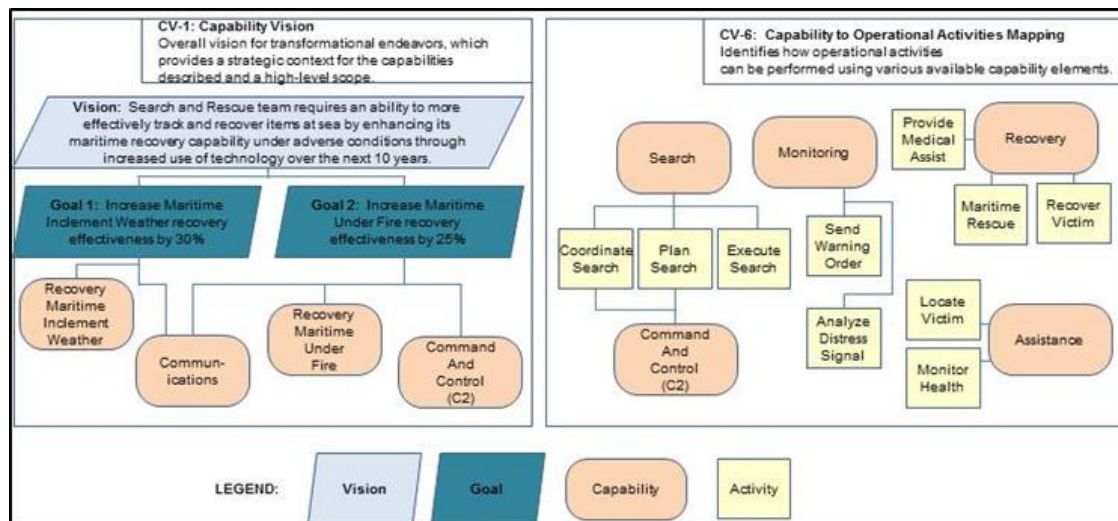 CV-1: Capability Vision
Overall vision for transformational endeavors, which
provides a strategic context for the capabilities
described and a high-level scope.
Vision: Search and Rescue team requires an ability to more
effectively track and recover items at sea by enhancing its
maritime recovery capability under adverse conditions through
increased use of technology over the next 10 years.
Goal 1: Increase Maritime
Inclement Weather recovery
effectiveness by 30%
Goal 2: Increase Maritime
Under Fire recovery
effectiveness by 25%
Recovery
Maritime
Inclement
Weather
Commun-
ications
Recovery
Maritime
Under
Fire
Command
And
Control
(C2)
CV-6: Capability to Operational Activities Mapping
Identifies how operational activities
can be performed using various available capability elements.
Search
Monitoring
Provide
Medical
Assist
Recovery
Coordinate
Search
Plan
Search
Execute
Search
Send
Warning
Order
Maritime
Rescue
Recover
Victim
Command
And
Control
(C2)
Analyze
Distress
Signal
Locate
Victim
Monitor
Health
Assistance
LEGEND:
Vision
Goal
Capability
Activity